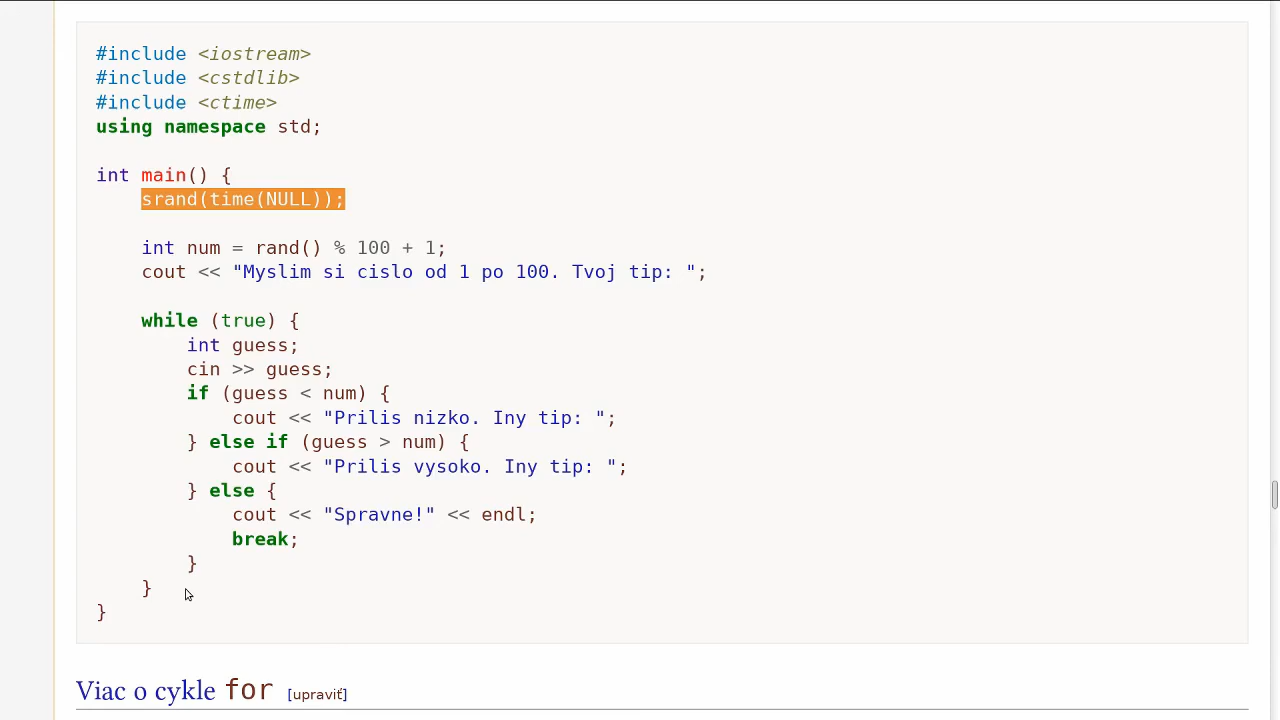 #include <iostream>
#include <cstdlib>
#include <ctime>
using namespace std;
int main() {
    srand(time(NULL));
    int num = rand() % 100 + 1;
    cout << "Myslim si cislo od 1 po 100. Tvoj tip: ";
    while (true) {
        int guess;
        cin >> guess;
        if (guess < num) {
            cout << "Prilis nizko. Iny tip: ";
        } else if (guess > num) {
            cout << "Prilis vysoko. Iny tip: ";
        } else {
            cout << "Spravne!" << endl;
            break;
        }
    }
}
Viac o cykle for [upraviť]